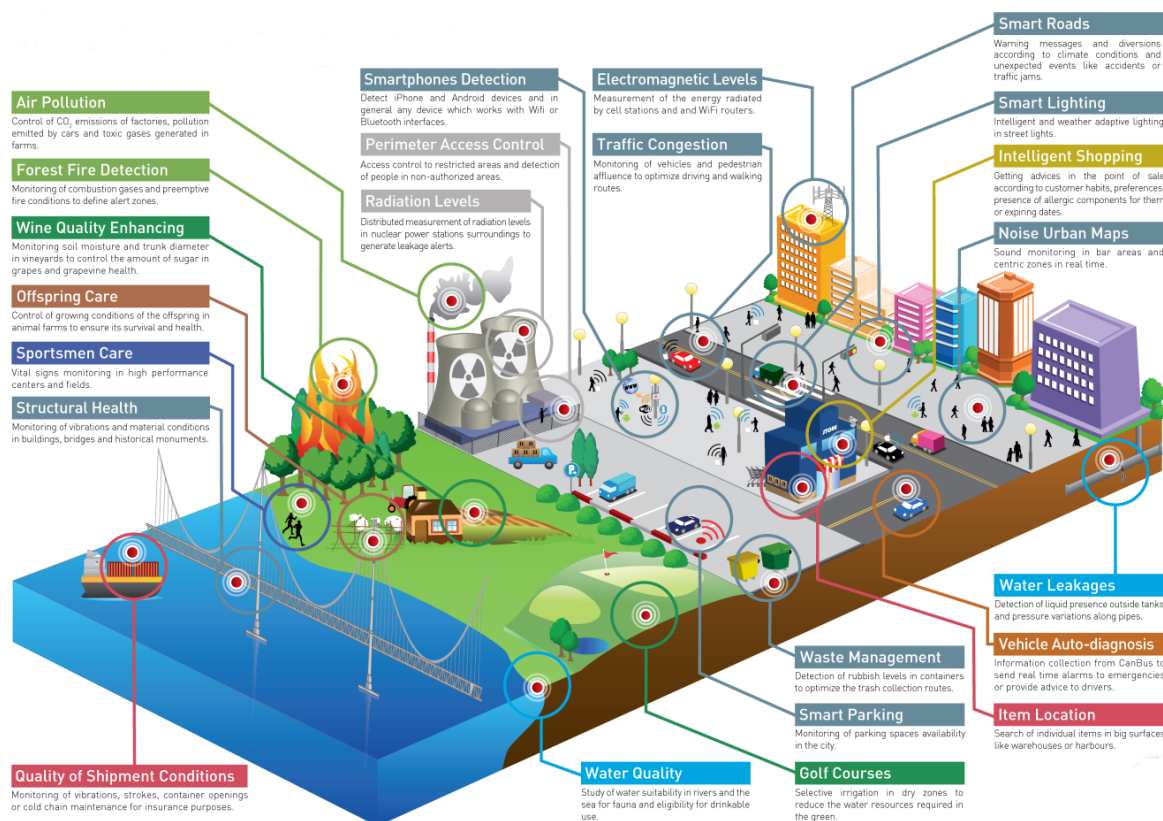 Air Pollution
Control of CO₂ emissions of factories, pollution
emitted by cars and toxic gases generated in
farms.
Forest Fire Detection
Monitoring of combustion gases and preemptive
fire conditions to define alert zones.
Wine Quality Enhancing
Monitoring soil moisture and trunk diameter
in vineyards to control the amount of sugar in
grapes and grapevine health.
Offspring Care
Control of growing conditions of the offspring in
animal farms to ensure its survival and health.
Sportsmen Care
Vital signs monitoring in high performance
centers and fields.
Structural Health
Monitoring of vibrations and material conditions
in buildings, bridges and historical monuments.
Quality of Shipment Conditions
Monitoring of vibrations, strokes, container openings
or cold chain maintenance for insurance purposes.
Smartphones Detection
Detect iPhone and Android devices and in
general any device which works with Wifi or
Bluetooth interfaces.
Perimeter Access Control
Access control to restricted areas and detection
of people in non-authorized areas.
Radiation Levels
Distributed measurement of radiation levels
in nuclear power stations surroundings to
generate leakage alerts.
Electromagnetic Levels
Measurement of the energy radiated
by cell stations and and WiFi routers.
Traffic Congestion
Monitoring of vehicles and pedestrian
affluence to optimize driving and walking
routes.
Smart Roads
Warning messages and diversions
according to climate conditions and
unexpected events like accidents or
traffic jams.
Smart Lighting
Intelligent and weather adaptive lighting
in street lights.
Intelligent Shopping
Getting advices in the point of sale
according to customer habits, preferences,
presence of allergic components for them
or expiring dates.
Noise Urban Maps
Sound monitoring in bar areas and
centric zones in real time.
STORE
P
Water Leakages
Detection of liquid presence outside tanks
and pressure variations along pipes.
Vehicle Auto-diagnosis
Information collection from CanBus to
send real time alarms to emergencies
or provide advice to drivers.
Item Location
Search of individual items in big surfaces
like warehouses or harbours.
Waste Management
Detection of rubbish levels in containers
to optimize the trash collection routes.
Smart Parking
Monitoring of parking spaces availability
in the city.
Golf Courses
Selective irrigation in dry zones to
reduce the water resources required in
the green.
Water Quality
Study of water suitability in rivers and the
sea for fauna and eligibility for drinkable
use.